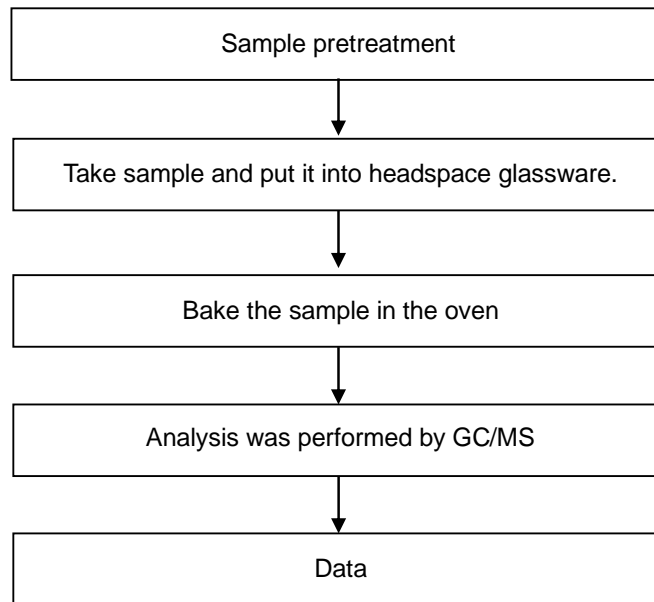 Sample pretreatment
Take sample and put it into headspace glassware.
Bake the sample in the oven
Analysis was performed by GC/MS
Data